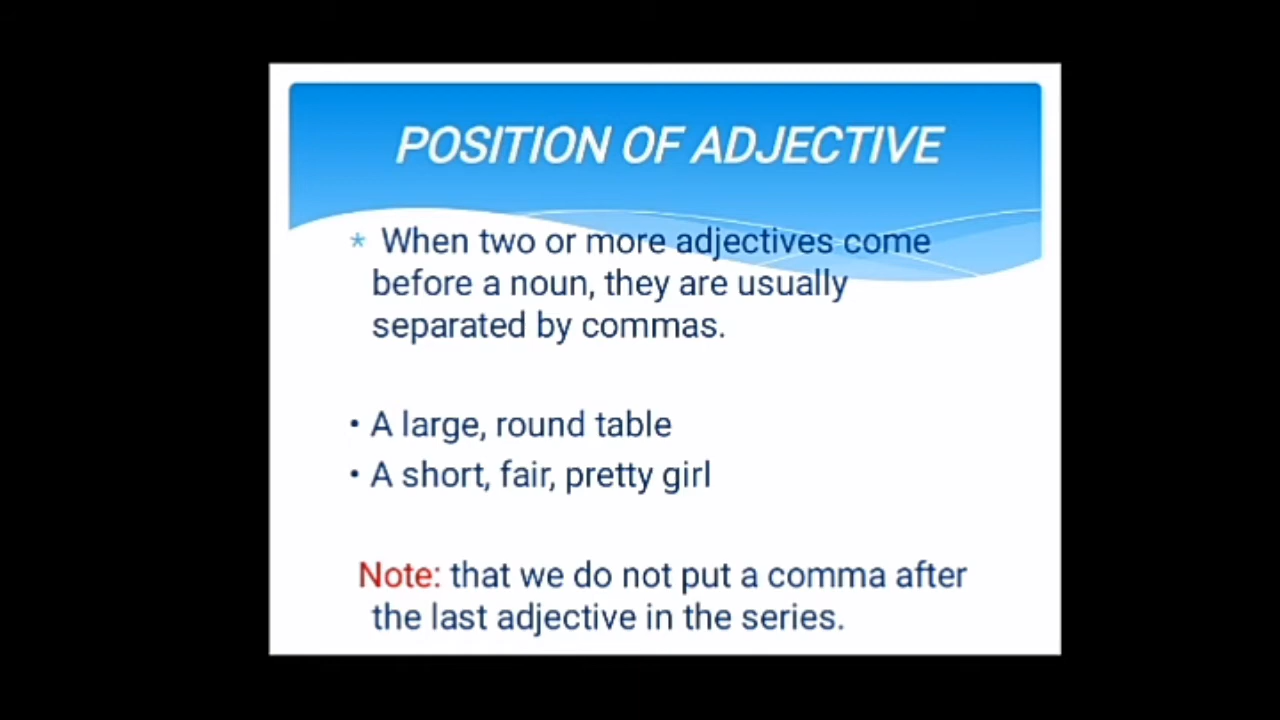 POSITION OF ADJECTIVE
* When two or more adjectives come
before a noun, they are usually
separated by commas.
• A large, round table
• A short, fair, pretty girl
Note: that we do not put a comma after
the last adjective in the series.